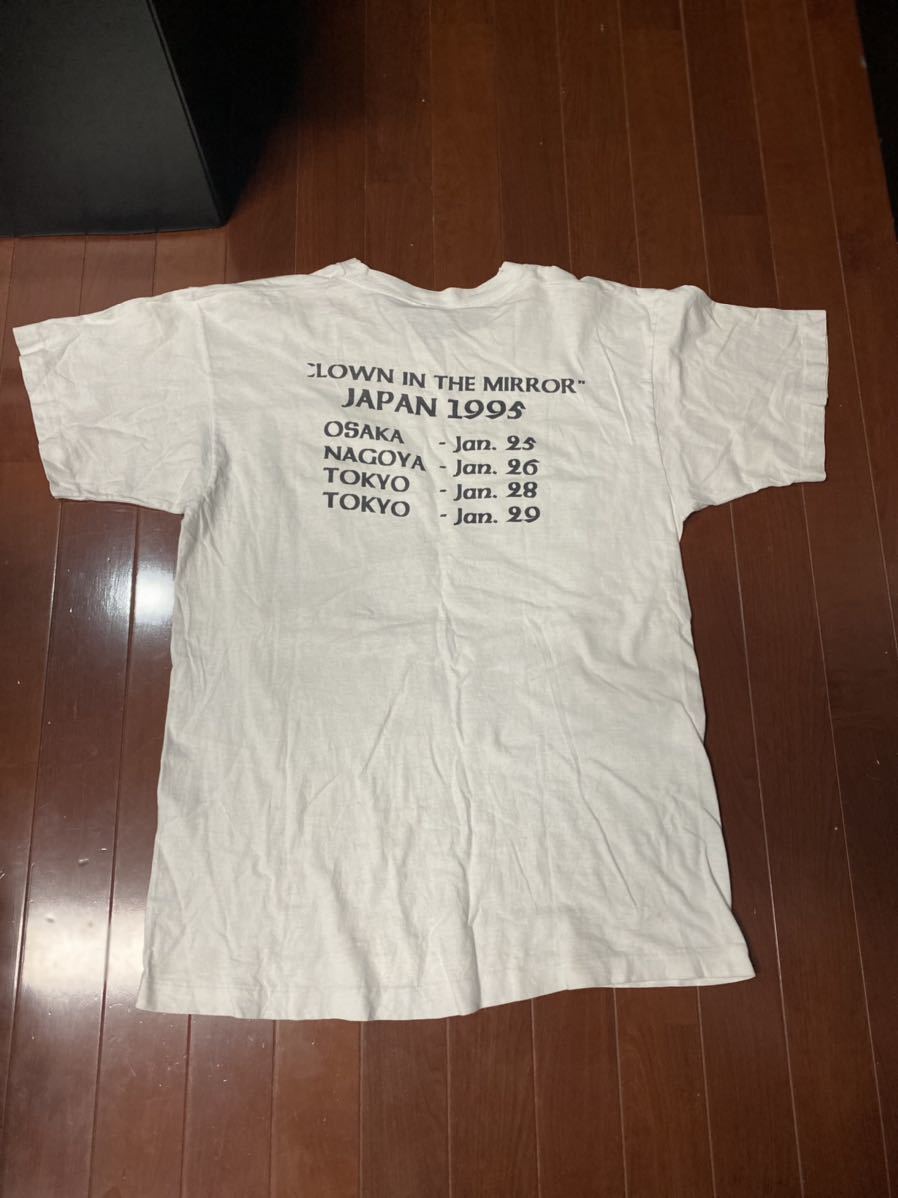 CLOWN IN THE MIRROR"
JAPAN 1995
OSAKA - Jan. 25
NAGOYA - Jan. 26
TOKYO - Jan. 28
TOKYO - Jan. 29